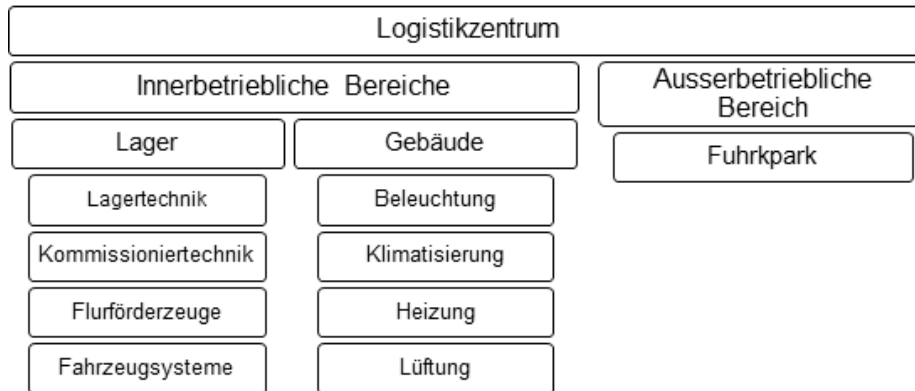 Logistikzentrum
Innerbetriebliche Bereiche
Ausserbetriebliche
Bereich
Lager
Gebäude
Fuhrkpark
Lagertechnik
Beleuchtung
Kommissioniertechnik
Klimatisierung
Flurförderzeuge
Heizung
Fahrzeugsysteme
Lüftung